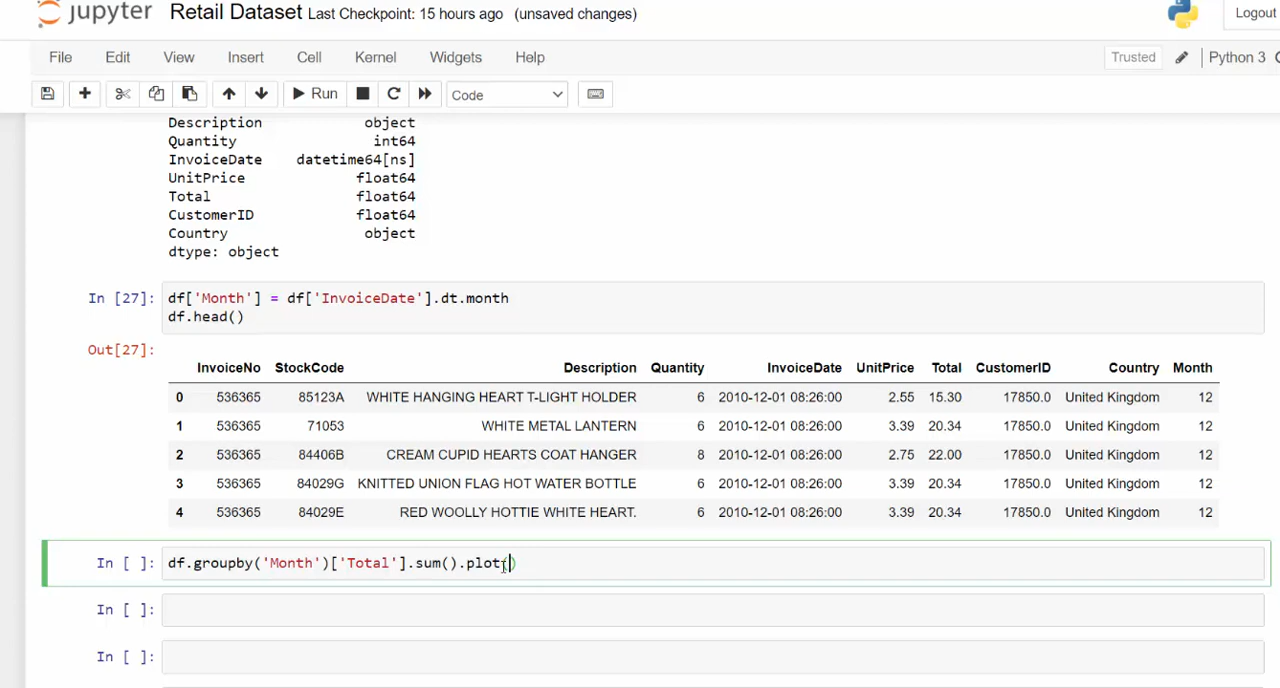 jupyter Retail Dataset Last Checkpoint: 15 hours ago (unsaved changes) Logout
File Edit View Insert Cell Kernel Widgets Help Trusted Python 3
Run Code
Description object
Quantity int64
InvoiceDate datetime64[ns]
UnitPrice float64
Total float64
CustomerID float64
Country object
dtype: object
In [27]: df['Month'] = df['InvoiceDate'].dt.month
df.head()
Out[27]:
InvoiceNo StockCode Description Quantity InvoiceDate UnitPrice Total CustomerID Country Month
0 536365 85123A WHITE HANGING HEART T-LIGHT HOLDER 6 2010-12-01 08:26:00 2.55 15.30 17850.0 United Kingdom 12
1 536365 71053 WHITE METAL LANTERN 6 2010-12-01 08:26:00 3.39 20.34 17850.0 United Kingdom 12
2 536365 84406B CREAM CUPID HEARTS COAT HANGER 8 2010-12-01 08:26:00 2.75 22.00 17850.0 United Kingdom 12
3 536365 84029G KNITTED UNION FLAG HOT WATER BOTTLE 6 2010-12-01 08:26:00 3.39 20.34 17850.0 United Kingdom 12
4 536365 84029E RED WOOLLY HOTTIE WHITE HEART. 6 2010-12-01 08:26:00 3.39 20.34 17850.0 United Kingdom 12
In [ ]: df.groupby('Month')['Total'].sum().plot()
In [ ]:
In [ ]: